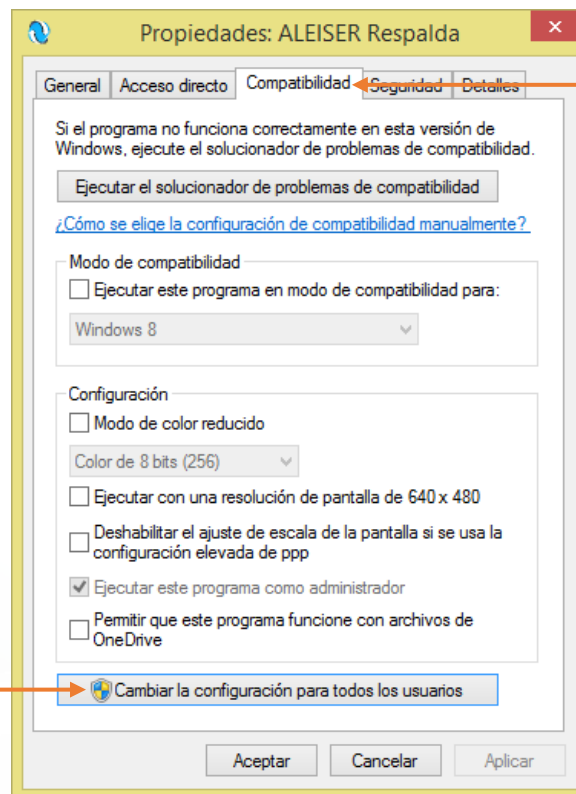 Propiedades: ALEISER Respalda
General Acceso directo Compatibilidad Seguridad Detalles
Si el programa no funciona correctamente en esta versión de
Windows, ejecute el solucionador de problemas de compatibilidad.
Ejecutar el solucionador de problemas de compatibilidad
¿Cómo se elige la configuración de compatibilidad manualmente?
Modo de compatibilidad
Ejecutar este programa en modo de compatibilidad para:
Windows 8
Configuración
Modo de color reducido
Color de 8 bits (256)
Ejecutar con una resolución de pantalla de 640 x 480
Deshabilitar el ajuste de escala de la pantalla si se usa la
configuración elevada de ppp
Ejecutar este programa como administrador
Permitir que este programa funcione con archivos de
OneDrive
Cambiar la configuración para todos los usuarios
Aceptar Cancelar Aplicar